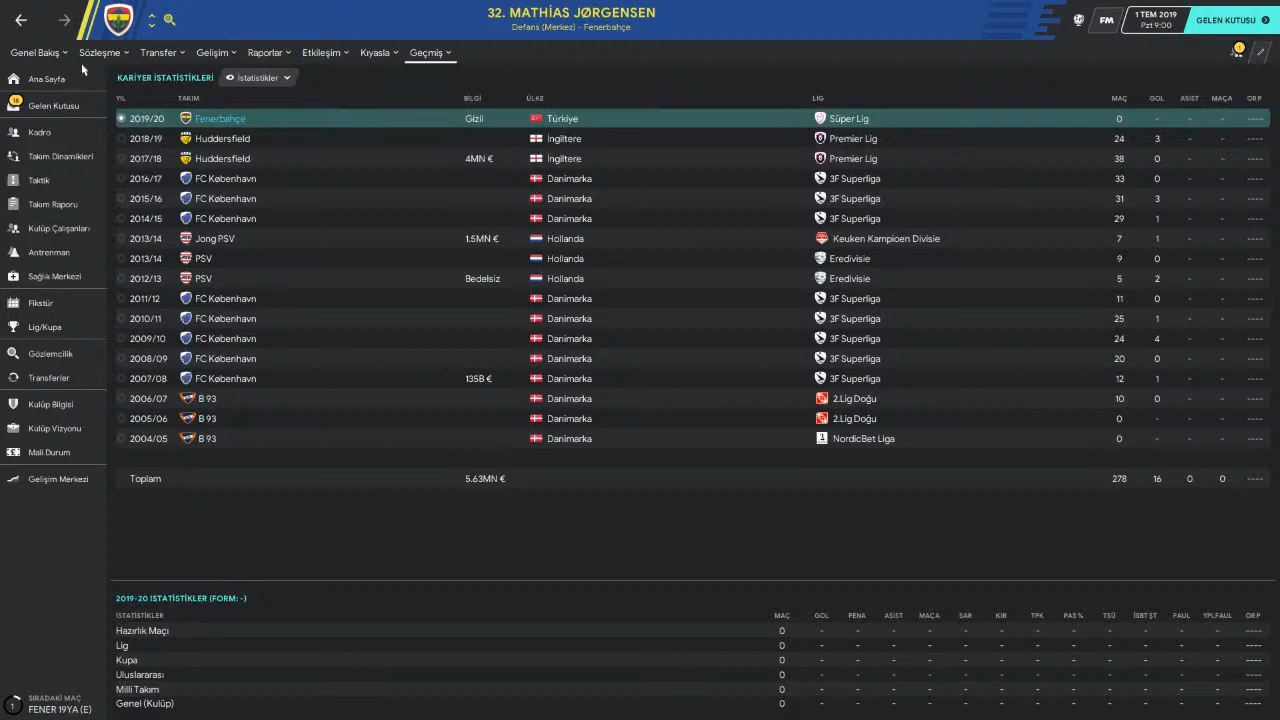 32. MATHİAS JØRGENSEN
Defans (Merkez) - Fenerbahçe
FM
1 TEM 2019
Pzt 9:00
GELEN KUTUSU
Genel Bakış
Sözleşme
Transfer
Gelişim
Raporlar
Etkileşim
Kıyasla
Geçmiş
1
Ana Sayfa
18
Gelen Kutusu
Kadro
Takım Dinamikleri
Taktik
Takım Raporu
Kulüp Çalışanları
Antrenman
Sağlık Merkezi
Fikstür
Lig/Kupa
Gözlemcilik
Transferler
Kulüp Bilgisi
Kulüp Vizyonu
Mali Durum
Gelişim Merkezi
1
SIRADAKİ MAÇ
FENER 19YA (E)
KARİYER İSTATİSTİKLERİ
İstatistikler
YIL TAKIM BİLGİ ÜLKE LİG MAÇ GOL ASİST MAÇA ORP
2019/20 Fenerbahçe Gizli Türkiye Süper Lig 0 - - - ----
2018/19 Huddersfield İngiltere Premier Lig 24 3 - - ----
2017/18 Huddersfield 4MN € İngiltere Premier Lig 38 0 - - ----
2016/17 FC København Danimarka 3F Superliga 33 0 - - ----
2015/16 FC København Danimarka 3F Superliga 31 3 - - ----
2014/15 FC København Danimarka 3F Superliga 29 1 - - ----
2013/14 Jong PSV 1.5MN € Hollanda Keuken Kampioen Divisie 7 1 - - ----
2013/14 PSV Hollanda Eredivisie 9 0 - - ----
2012/13 PSV Bedelsiz Hollanda Eredivisie 5 2 - - ----
2011/12 FC København Danimarka 3F Superliga 11 0 - - ----
2010/11 FC København Danimarka 3F Superliga 25 1 - - ----
2009/10 FC København Danimarka 3F Superliga 24 4 - - ----
2008/09 FC København Danimarka 3F Superliga 20 0 - - ----
2007/08 FC København 135B € Danimarka 3F Superliga 12 1 - - ----
2006/07 B 93 Danimarka 2.Lig Doğu 10 0 - - ----
2005/06 B 93 Danimarka 2.Lig Doğu 0 - - - ----
2004/05 B 93 Danimarka NordicBet Liga 0 - - - ----
Toplam 5.63MN € 278 16 0 0 ----
2019-20 İSTATİSTİKLER (FORM: -)
İSTATİSTİKLER MAÇ GOL PENA ASİST MAÇA SAR KIR TPK PAS % TSÜ İSBT ŞT FAUL YPLFAUL ORP
Hazırlık Maçı 0 - - - - - - - - - - - - ----
Lig 0 - - - - - - - - - - - - ----
Kupa 0 - - - - - - - - - - - - ----
Uluslararası 0 - - - - - - - - - - - - ----
Milli Takım 0 - - - - - - - - - - - - ----
Genel (Kulüp) 0 - - - - - - - - - - - - ----